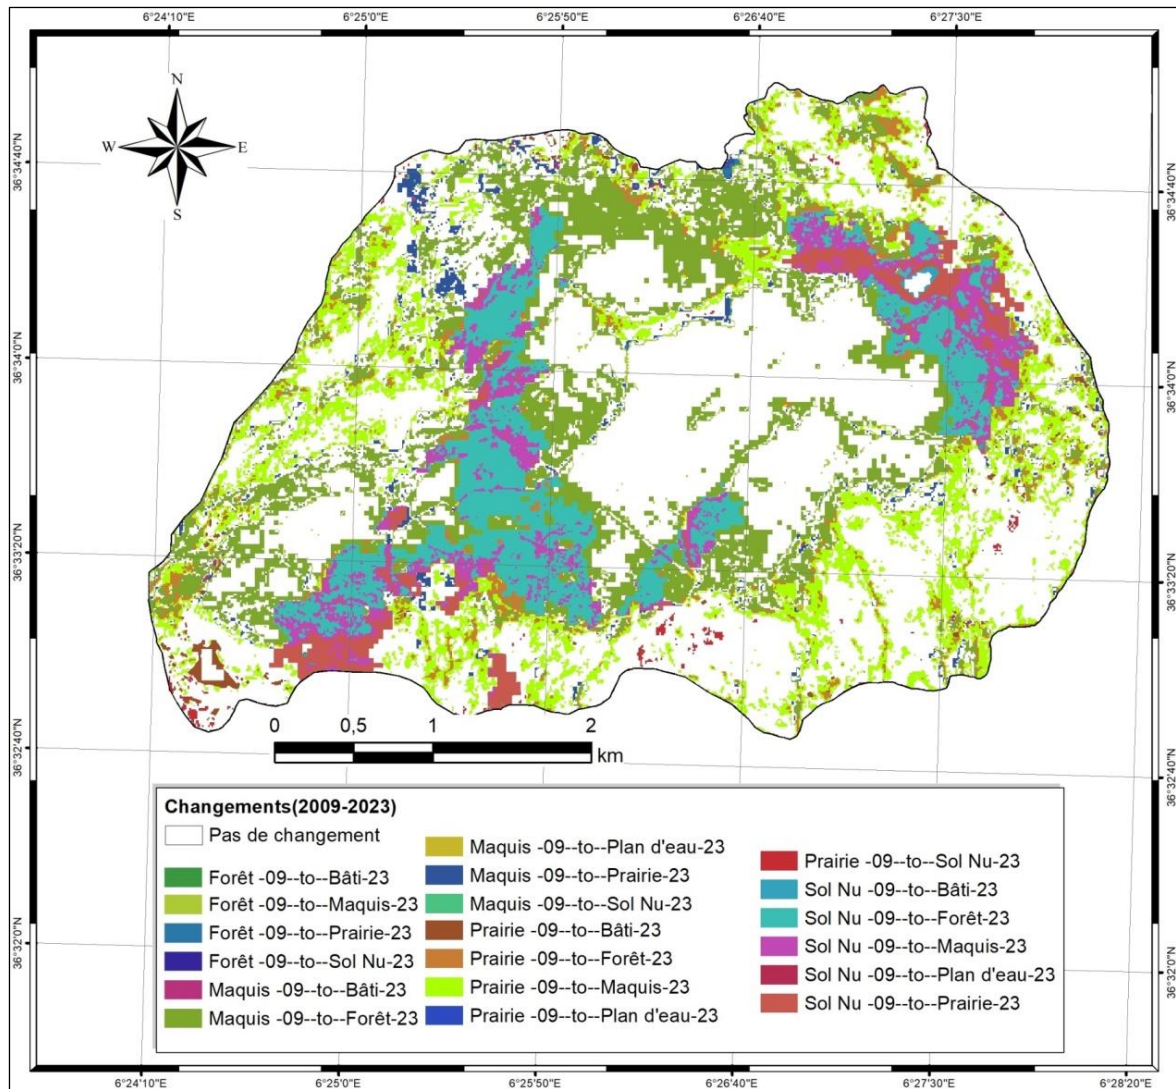 6°24'10"E 6°25'0"E 6°25'50"E 6°26'40"E 6°27'30"E
N
W E
S
36°34'40"N 36°34'40"N
36°34'0"N 36°34'0"N
36°33'20"N 36°33'20"N
36°32'40"N 36°32'40"N
36°32'0"N 36°32'0"N
0 0,5 1 2
km
Changements(2009-2023)
Pas de changement
Forêt -09--to--Bâti-23
Forêt -09--to--Maquis-23
Forêt -09--to--Prairie-23
Forêt -09--to--Sol Nu-23
Maquis -09--to--Bâti-23
Maquis -09--to--Forêt-23
Maquis -09--to--Plan d'eau-23
Maquis -09--to--Prairie-23
Maquis -09--to--Sol Nu-23
Prairie -09--to--Bâti-23
Prairie -09--to--Forêt-23
Prairie -09--to--Maquis-23
Prairie -09--to--Plan d'eau-23
Prairie -09--to--Sol Nu-23
Sol Nu -09--to--Bâti-23
Sol Nu -09--to--Forêt-23
Sol Nu -09--to--Maquis-23
Sol Nu -09--to--Plan d'eau-23
Sol Nu -09--to--Prairie-23
6°24'10"E 6°25'0"E 6°25'50"E 6°26'40"E 6°27'30"E 6°28'20"E